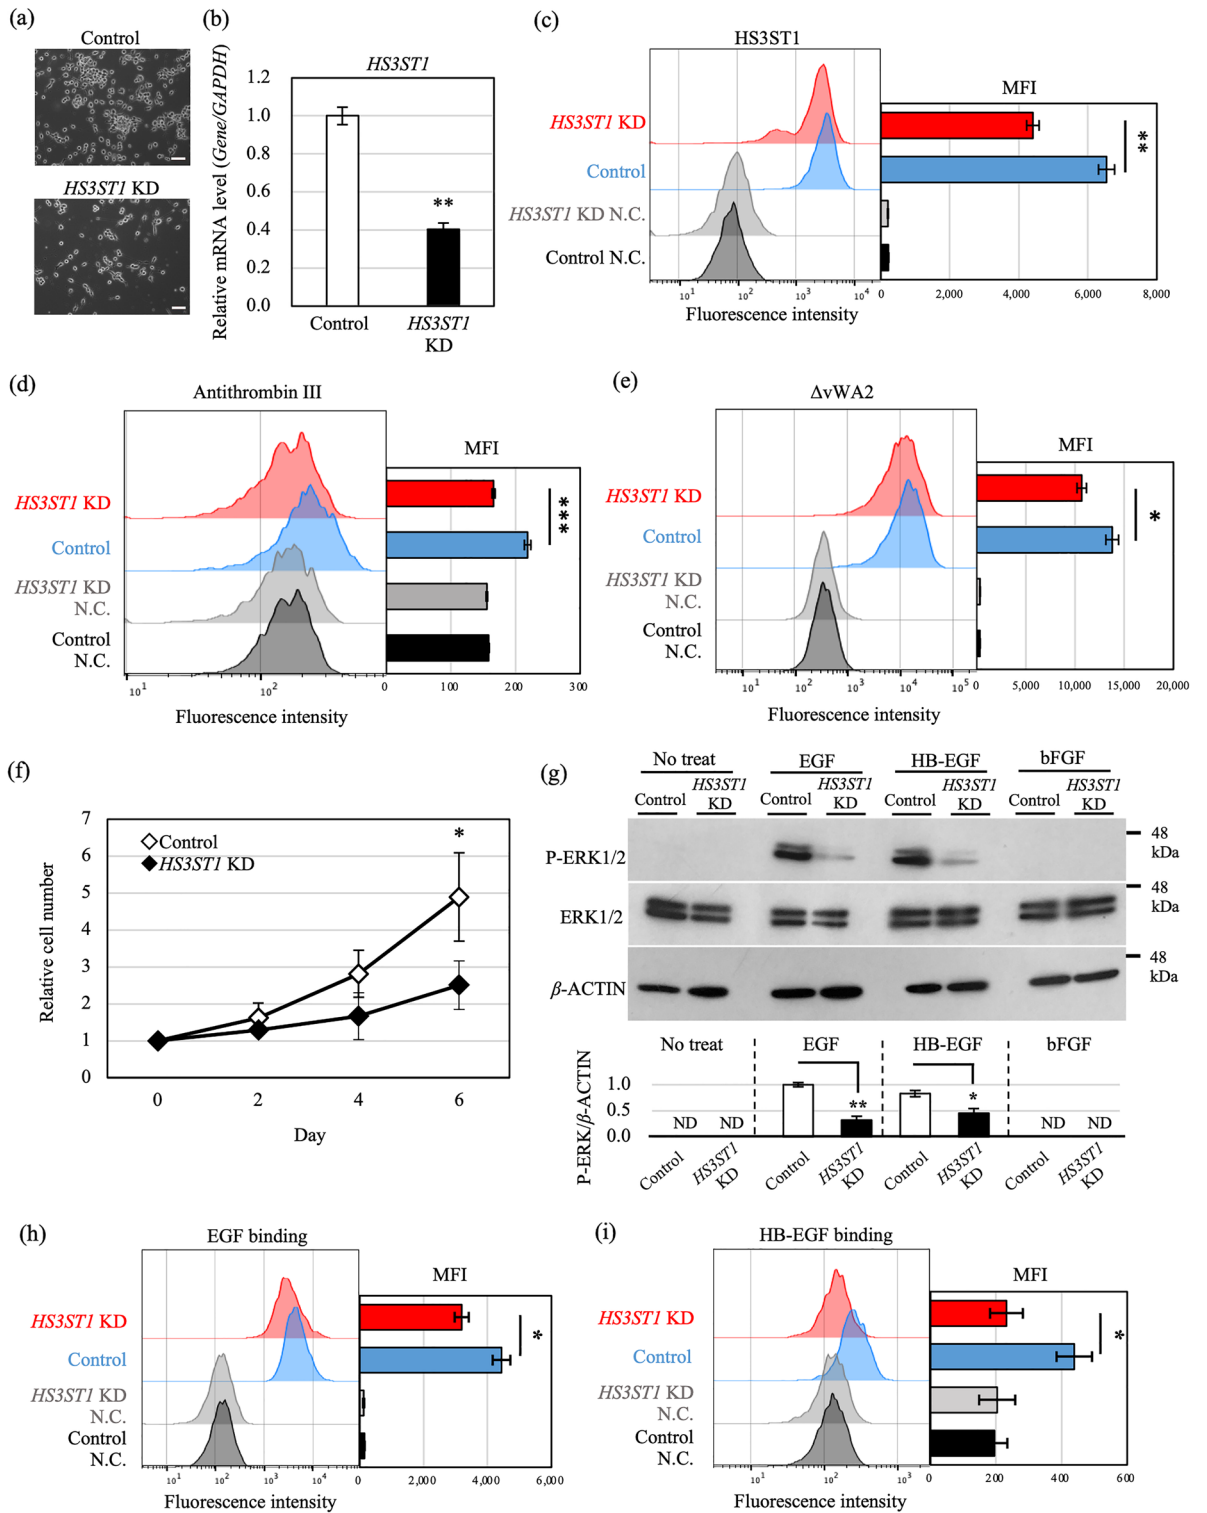 (a)
Control
HS3ST1 KD
(b)
HS3ST1
Relative mRNA level (Gene/GAPDH)
1.2
1.0
0.8
0.6
0.4
0.2
0.0
**
Control
HS3ST1
KD
(c)
HS3ST1
MFI
HS3ST1 KD
Control
HS3ST1 KD N.C.
Control N.C.
**
10¹ 10² 10³ 10⁴
0 2,000 4,000 6,000 8,000
Fluorescence intensity
(d)
Antithrombin III
MFI
HS3ST1 KD
Control
HS3ST1 KD
N.C.
Control
N.C.
***
10¹ 10²
0 100 200 300
Fluorescence intensity
(e)
ΔvWA2
MFI
HS3ST1 KD
Control
HS3ST1 KD
N.C.
Control
N.C.
*
10¹ 10² 10³ 10⁴ 10⁵
0 5,000 10,000 15,000 20,000
Fluorescence intensity
(f)
Relative cell number
7
6
5
4
3
2
1
0
Control
HS3ST1 KD
*
0 2 4 6
Day
(g)
No treat EGF HB-EGF bFGF
Control HS3ST1 KD Control HS3ST1 KD Control HS3ST1 KD Control HS3ST1 KD
P-ERK1/2
48
kDa
ERK1/2
48
kDa
β-ACTIN
48
kDa
No treat EGF HB-EGF bFGF
P-ERK/β-ACTIN
1.0
0.5
0.0
ND ND ** * ND ND
Control HS3ST1 KD Control HS3ST1 KD Control HS3ST1 KD Control HS3ST1 KD
(h)
EGF binding
MFI
HS3ST1 KD
Control
HS3ST1 KD
N.C.
Control
N.C.
*
10¹ 10² 10³ 10⁴
0 2,000 4,000 6,000
Fluorescence intensity
(i)
HB-EGF binding
MFI
HS3ST1 KD
Control
HS3ST1 KD
N.C.
Control
N.C.
*
10¹ 10² 10³
0 200 400 600
Fluorescence intensity